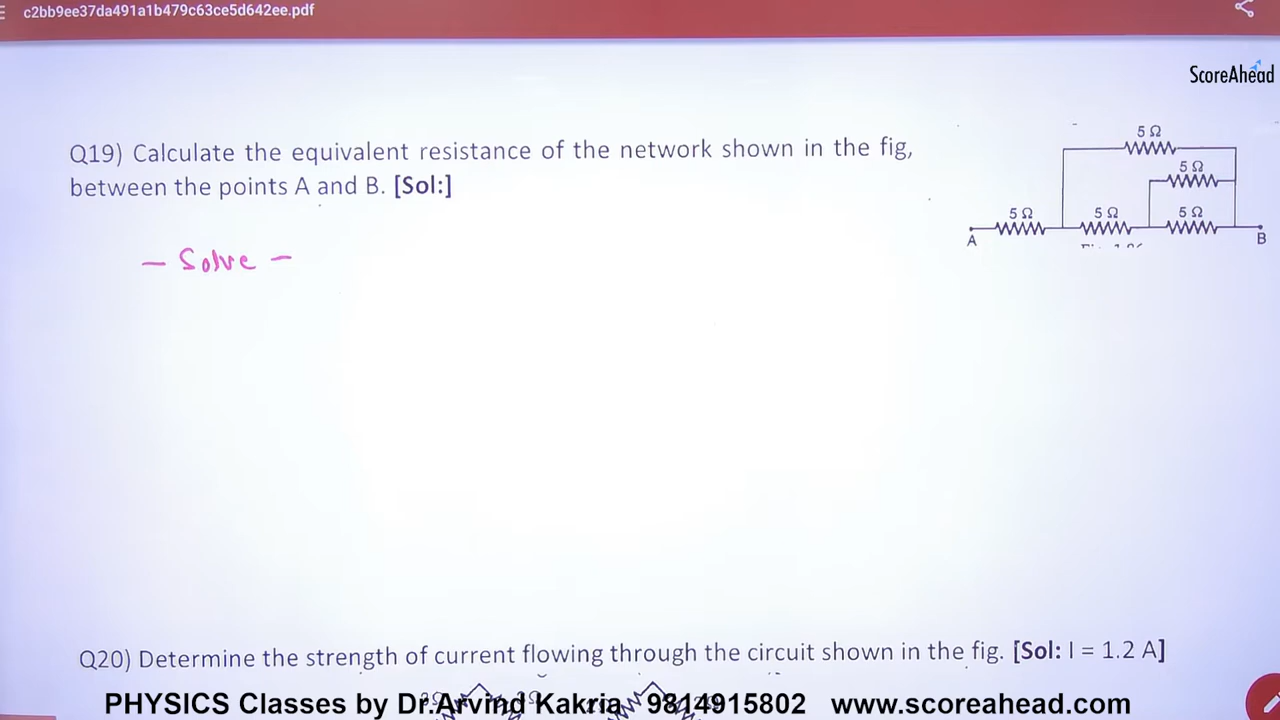 c2bb9ee37da491a1b479c63ce5d642ee.pdf
ScoreAhead
Q19) Calculate the equivalent resistance of the network shown in the fig,
between the points A and B. [Sol:]
5 Ω
5 Ω
5 Ω 5 Ω 5 Ω
A B
— Solve —
Q20) Determine the strength of current flowing through the circuit shown in the fig. [Sol: I = 1.2 A]
PHYSICS Classes by Dr.Arvind Kakria 9814915802 www.scoreahead.com